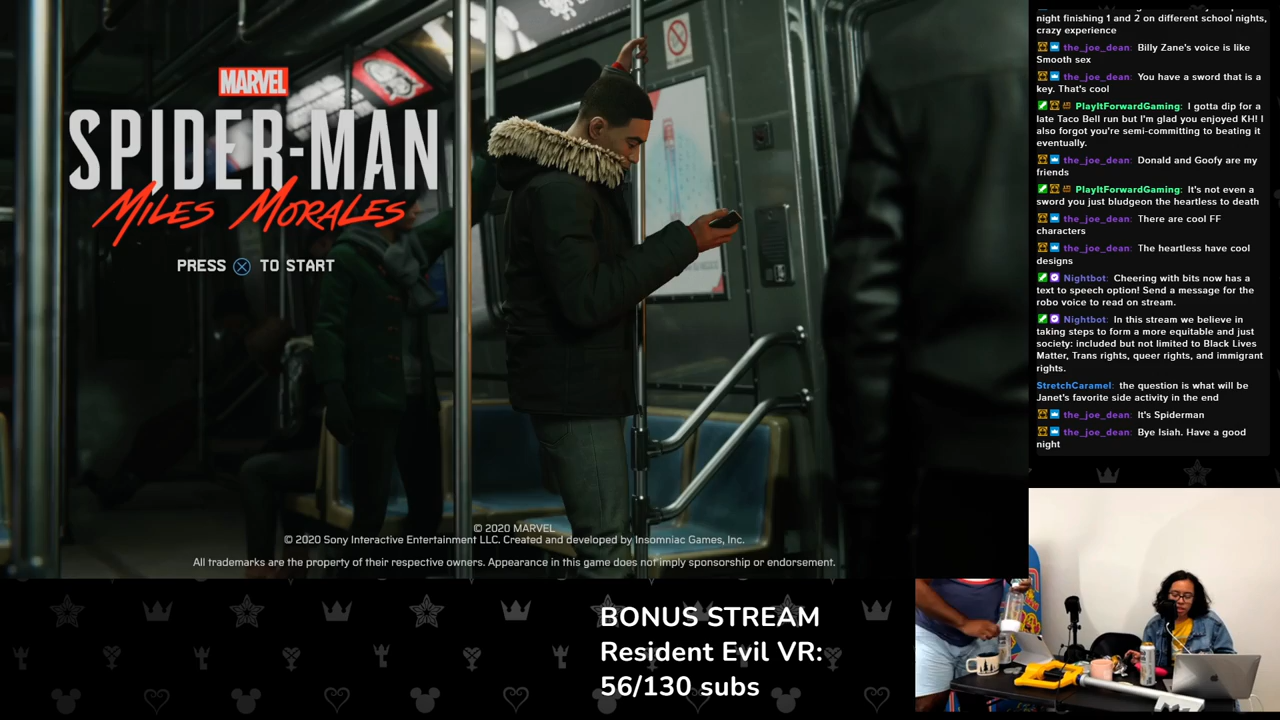 MARVEL
SPIDER-MAN
MILES MORALES
PRESS TO START
© 2020 MARVEL
© 2020 Sony Interactive Entertainment LLC. Created and developed by Insomniac Games, Inc.
All trademarks are the property of their respective owners. Appearance in this game does not imply sponsorship or endorsement.
night finishing 1 and 2 on different school nights,
crazy experience
the_joe_dean: Billy Zane's voice is like
Smooth sex
the_joe_dean: You have a sword that is a
key. That's cool
PlayItForwardGaming: I gotta dip for a
late Taco Bell run but I'm glad you enjoyed KH! I
also forgot you're semi-committing to beating it
eventually.
the_joe_dean: Donald and Goofy are my
friends
PlayItForwardGaming: It's not even a
sword you just bludgeon the heartless to death
the_joe_dean: There are cool FF
characters
the_joe_dean: The heartless have cool
designs
Nightbot: Cheering with bits now has a
text to speech option! Send a message for the
robo voice to read on stream.
Nightbot: In this stream we believe in
taking steps to form a more equitable and just
society: included but not limited to Black Lives
Matter, Trans rights, queer rights, and immigrant
rights.
StretchCaramel: the question is what will be
Janet's favorite side activity in the end
the_joe_dean: It's Spiderman
the_joe_dean: Bye Isiah. Have a good
night
BONUS STREAM
Resident Evil VR:
56/130 subs